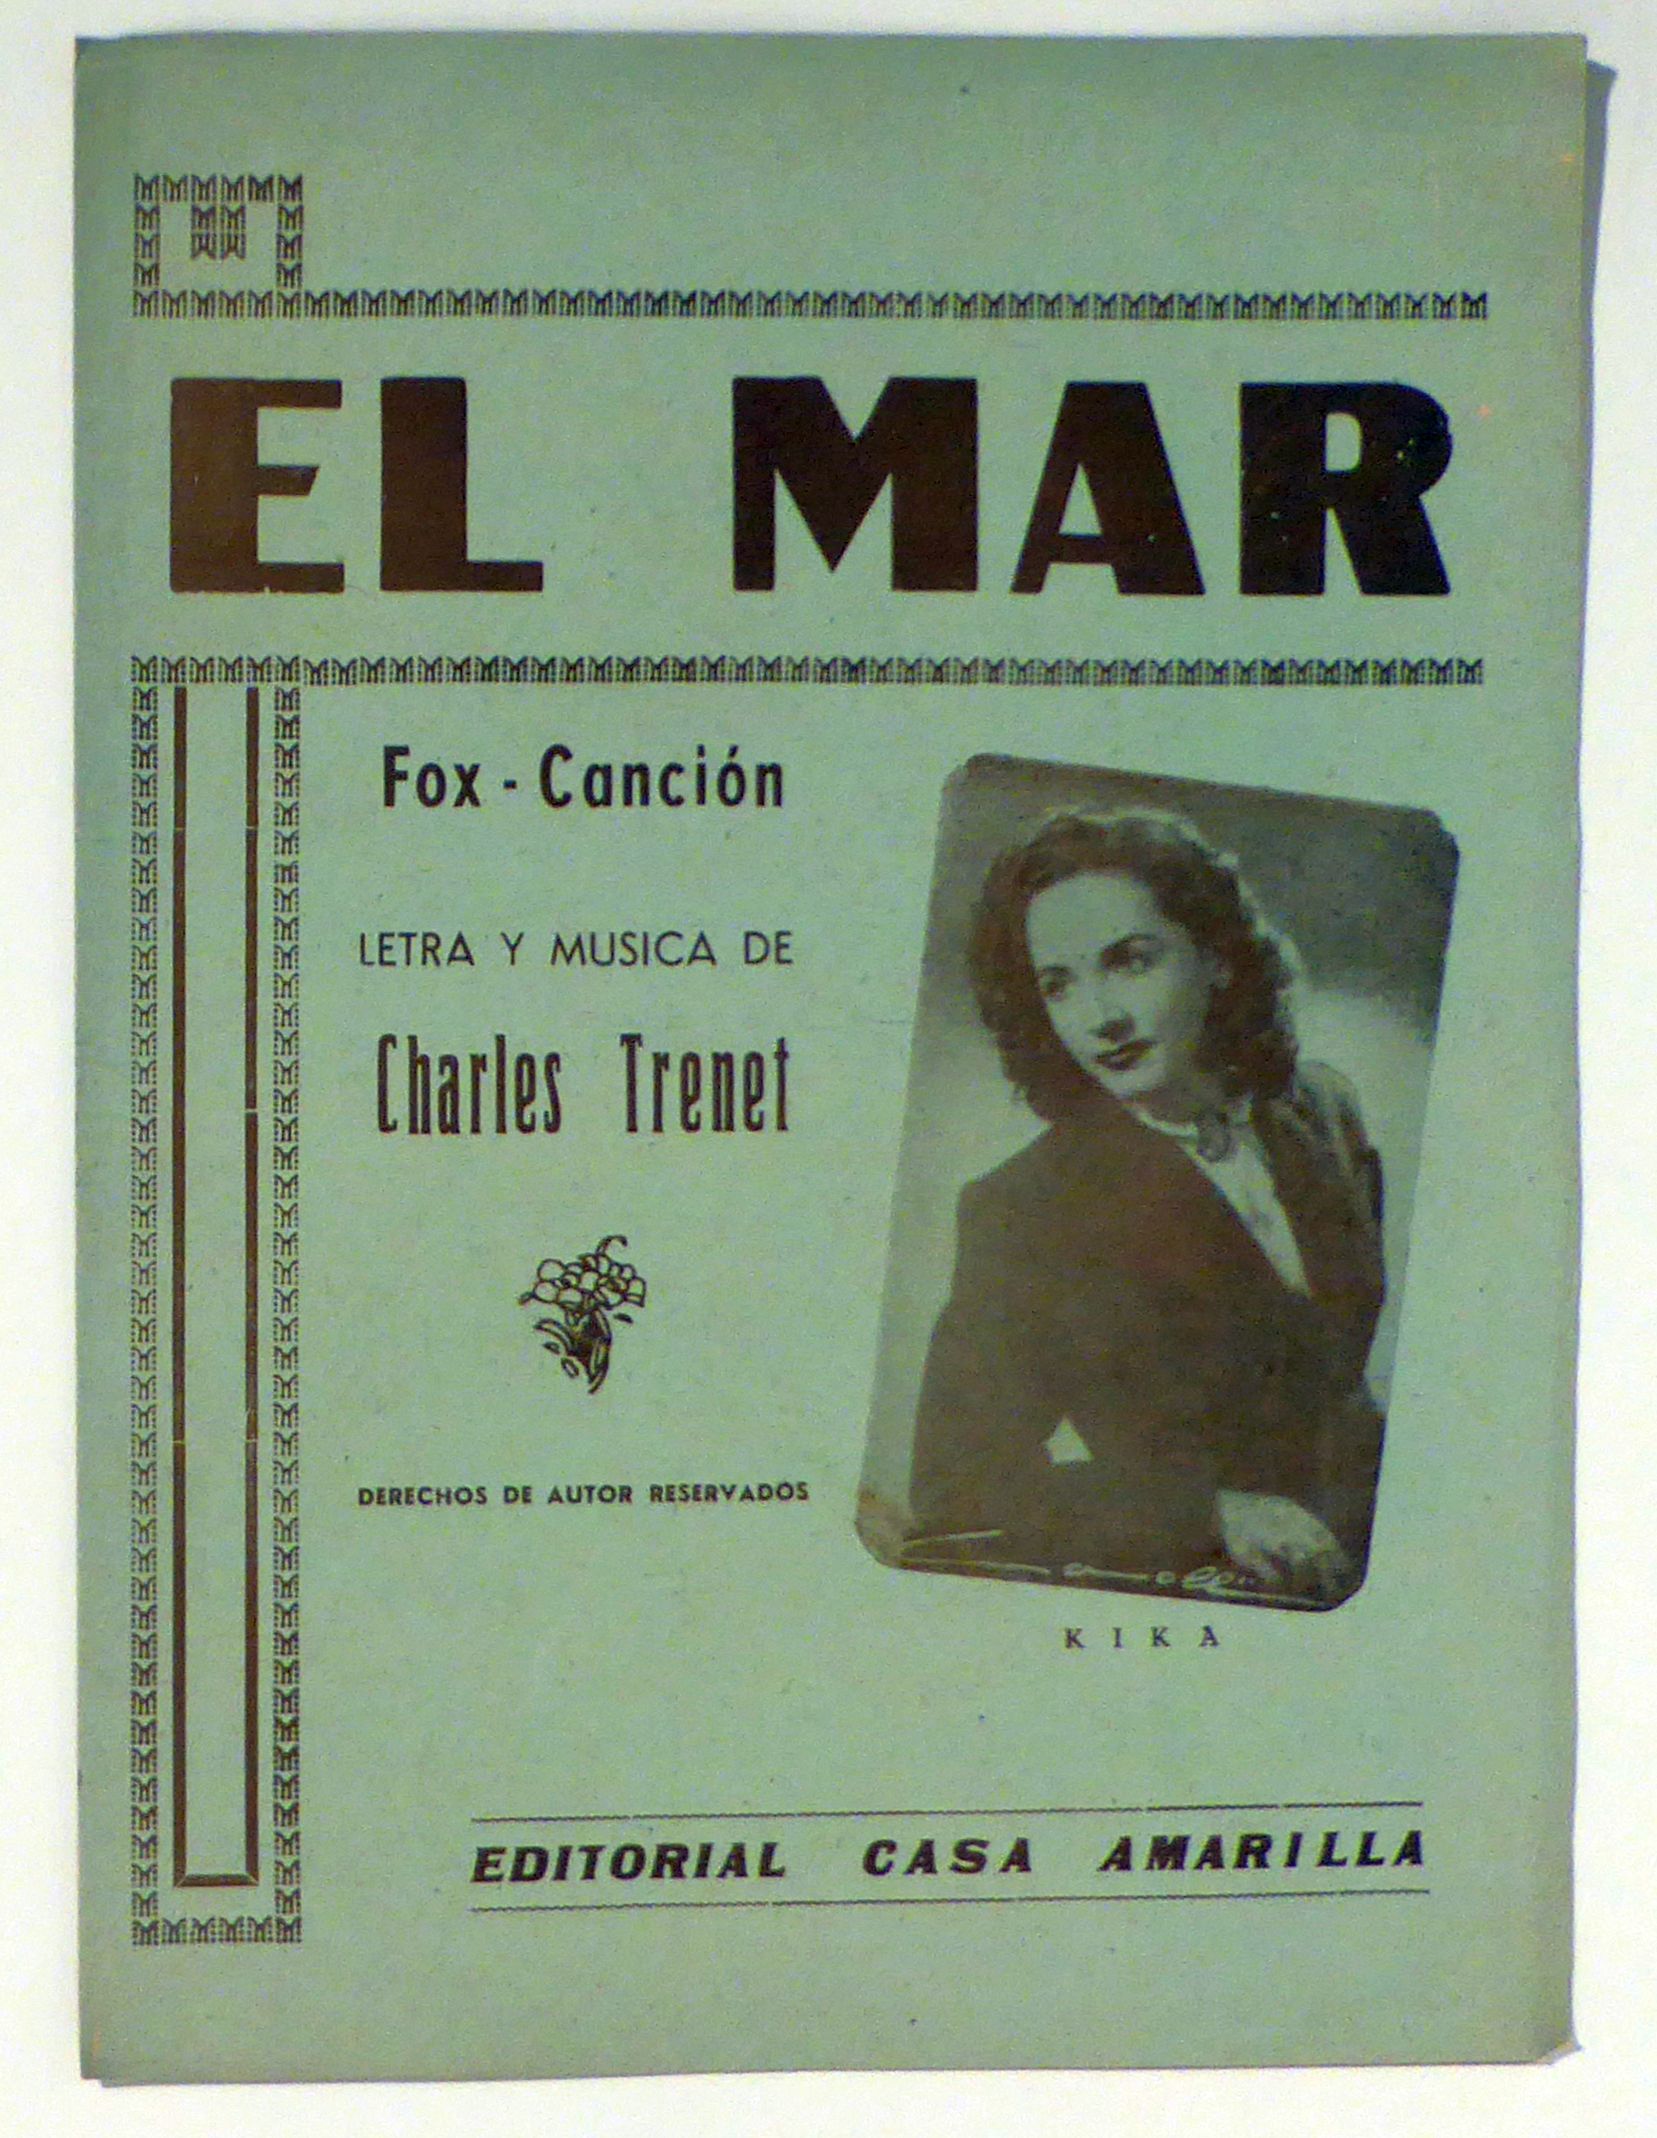 EL MAR
Fox - Canción
LETRA Y MUSICA DE
Charles Trenet
DERECHOS DE AUTOR RESERVADOS
KIKA
EDITORIAL CASA AMARILLA